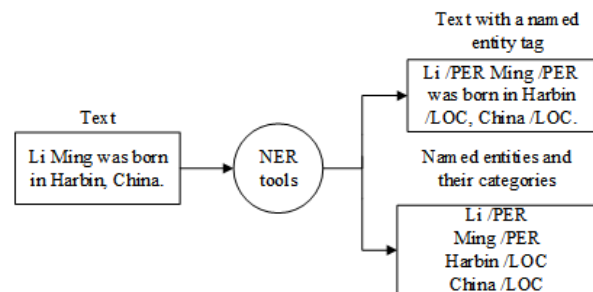 Text
Li Ming was born
in Harbin, China.
NER
tools
Text with a named
entity tag
Li /PER Ming /PER
was born in Harbin
/LOC, China /LOC.
Named entities and
their categories
Li /PER
Ming /PER
Harbin /LOC
China /LOC